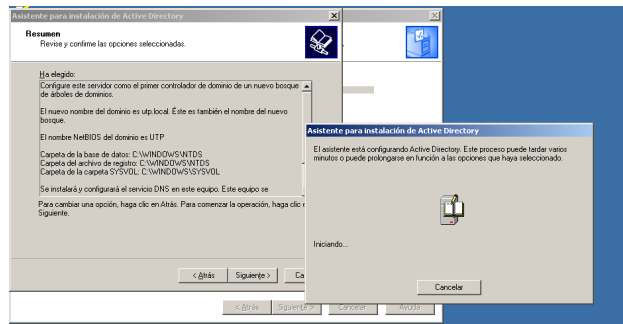 Asistente para instalación de Active Directory
Resumen
Revise y confirme las opciones seleccionadas.
Ha elegido:
Configure este servidor como el primer controlador de dominio de un nuevo bosque
de árboles de dominios.
El nuevo nombre del dominio es utp.local. Éste es también el nombre del nuevo
bosque.
El nombre NetBIOS del dominio es UTP
Carpeta de la base de datos: C:\WINDOWS\NTDS
Carpeta del archivo de registro: C:\WINDOWS\NTDS
Carpeta de la carpeta SYSVOL: C:\WINDOWS\SYSVOL
Se instalará y configurará el servicio DNS en este equipo. Este equipo se
Para cambiar una opción, haga clic en Atrás. Para comenzar la operación, haga clic e
Siguiente.
< Atrás
Siguiente >
Ca
Asistente para instalación de Active Directory
El asistente está configurando Active Directory. Este proceso puede tardar varios
minutos o puede prolongarse en función a las opciones que haya seleccionado.
Iniciando...
Cancelar
< Atrás
Siguiente >
Cancelar
Ayuda